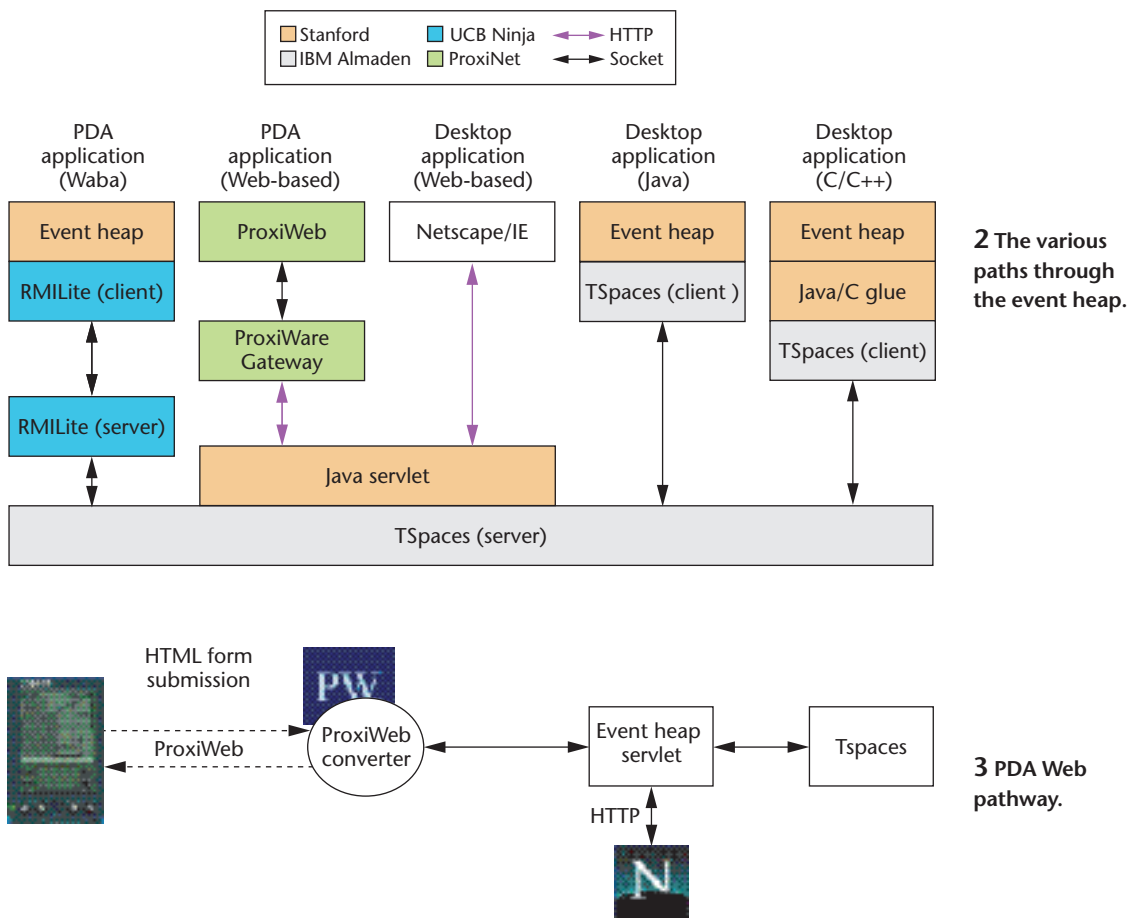 Stanford
UCB Ninja
HTTP
IBM Almaden
ProxiNet
Socket
PDA
application
(Waba)
PDA
application
(Web-based)
Desktop
application
(Web-based)
Desktop
application
(Java)
Desktop
application
(C/C++)
Event heap
ProxiWeb
Netscape/IE
Event heap
Event heap
RMILite (client)
TSpaces (client )
Java/C glue
ProxiWare
Gateway
TSpaces (client)
RMILite (server)
Java servlet
TSpaces (server)
2 The various
paths through
the event heap.
HTML form
submission
PW
ProxiWeb
ProxiWeb
converter
Event heap
servlet
Tspaces
HTTP
N
3 PDA Web
pathway.